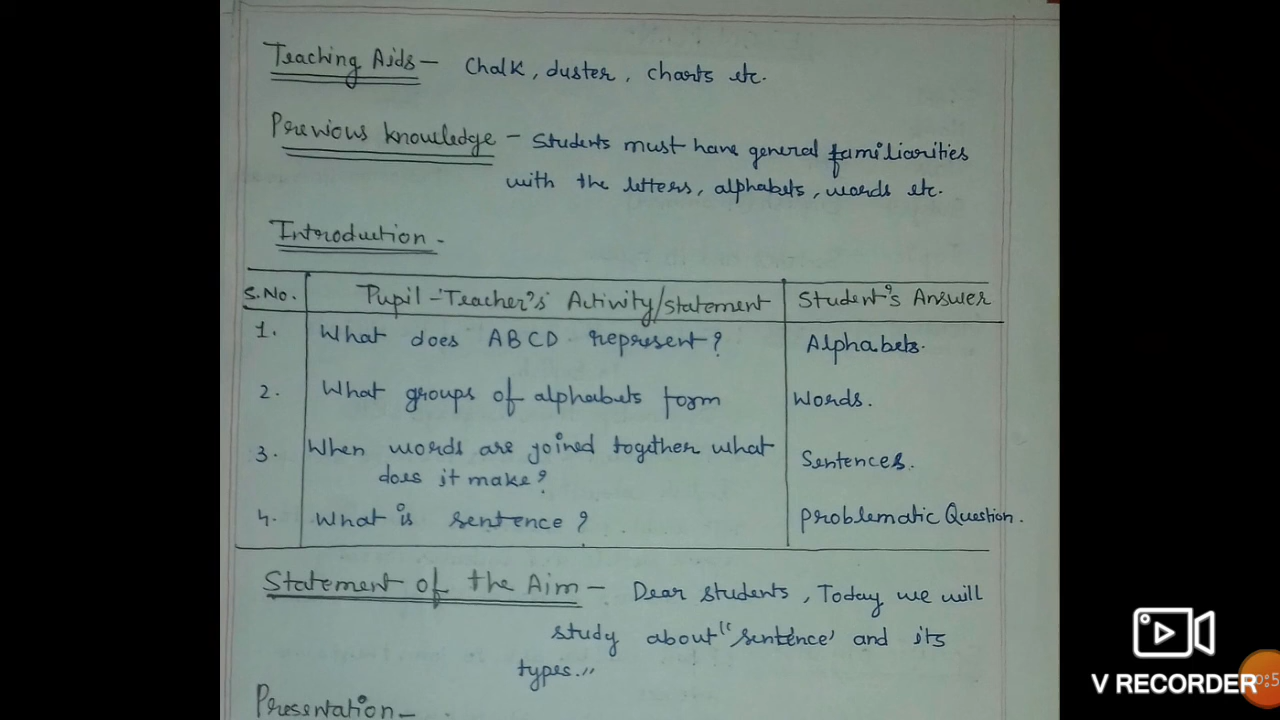 Teaching Aids - Chalk, duster, charts etc.
Previous knowledge - Students must have general familiarities
with the letters, alphabets, words etc.
Introduction -
S.No. Pupil-Teacher's Activity/statement Student's Answer
1. What does ABCD represent? Alphabets.
2. What groups of alphabets form Words.
3. When words are joined together what
does it make? Sentences.
4. What is sentence? Problematic Question.
Statement of the Aim - Dear students, Today we will
study about "sentence' and its
types..."
Presentation -
V RECORDER